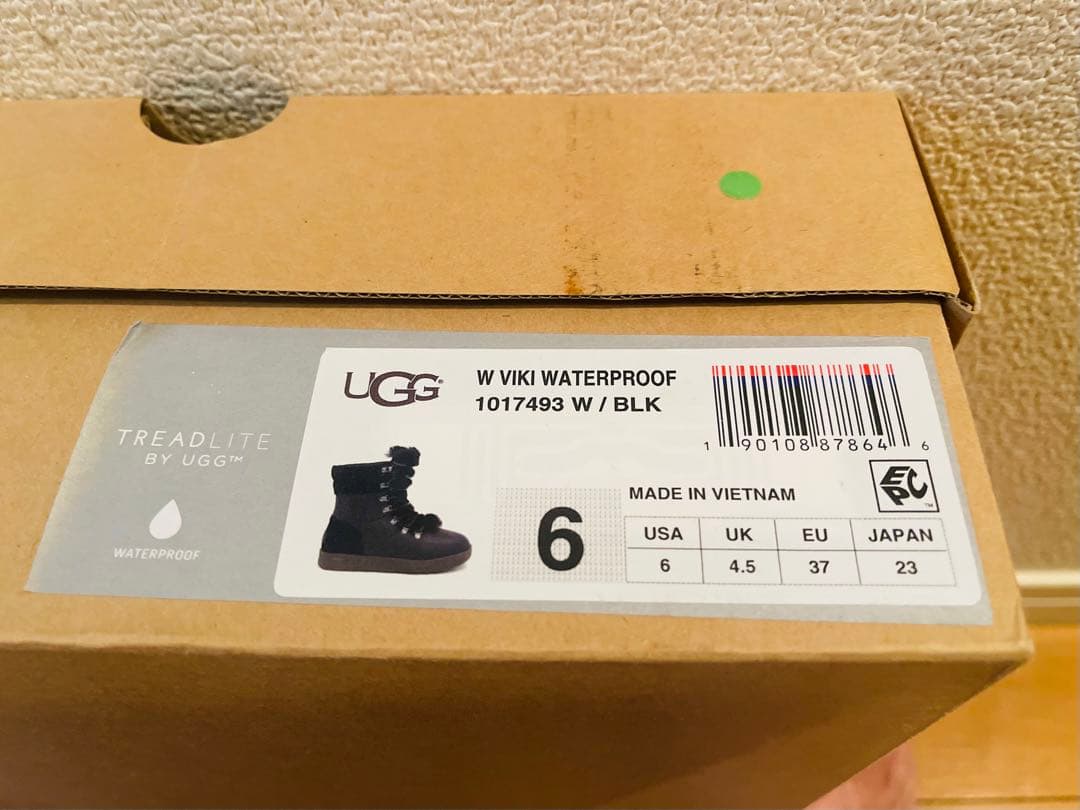 TREADLITE
BY UGG™
WATERPROOF
UGG®
W VIKI WATERPROOF
1017493 W / BLK
1 90108 87864 6
EPC™
6
MADE IN VIETNAM
USA UK EU JAPAN
6 4.5 37 23